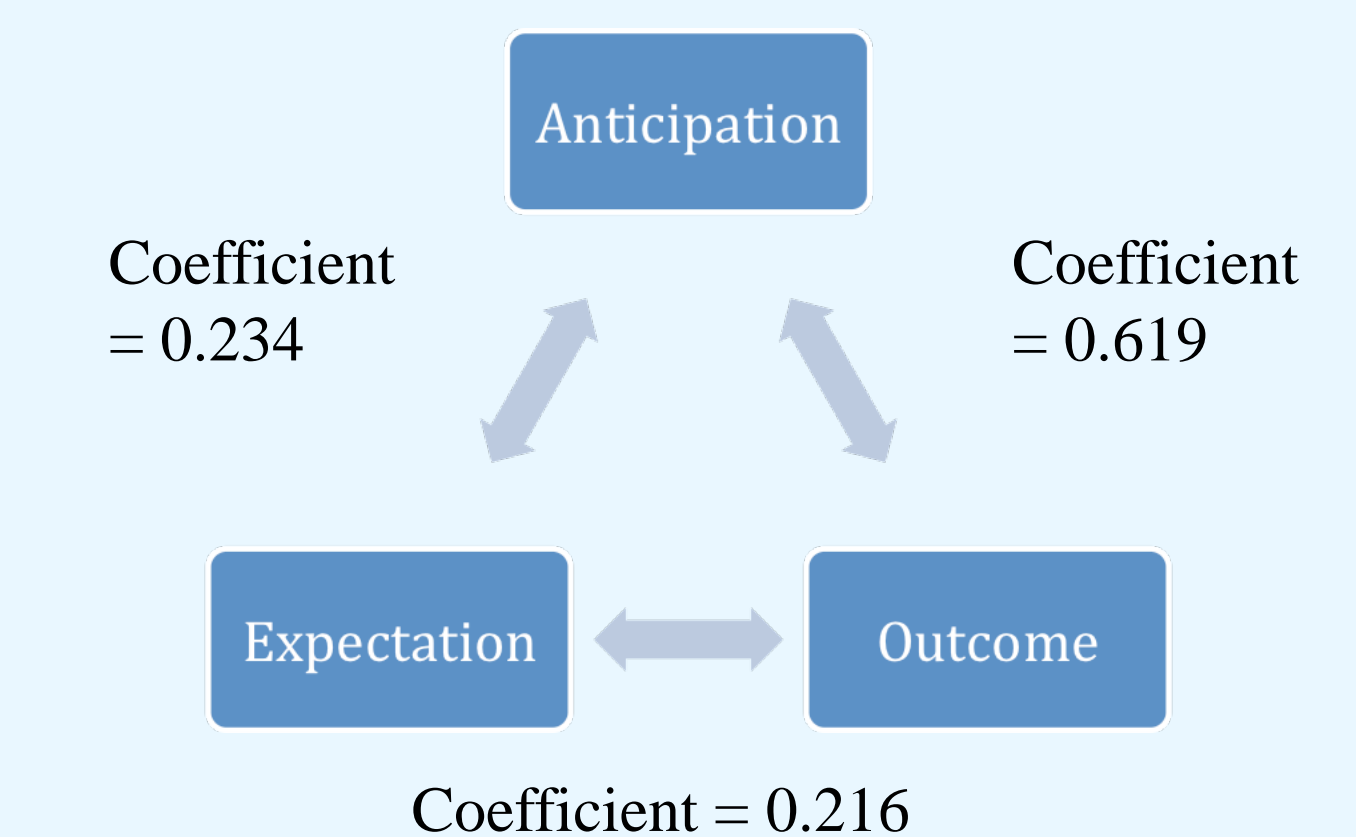 Anticipation
Coefficient
= 0.234
Coefficient
= 0.619
Expectation
Outcome
Coefficient = 0.216